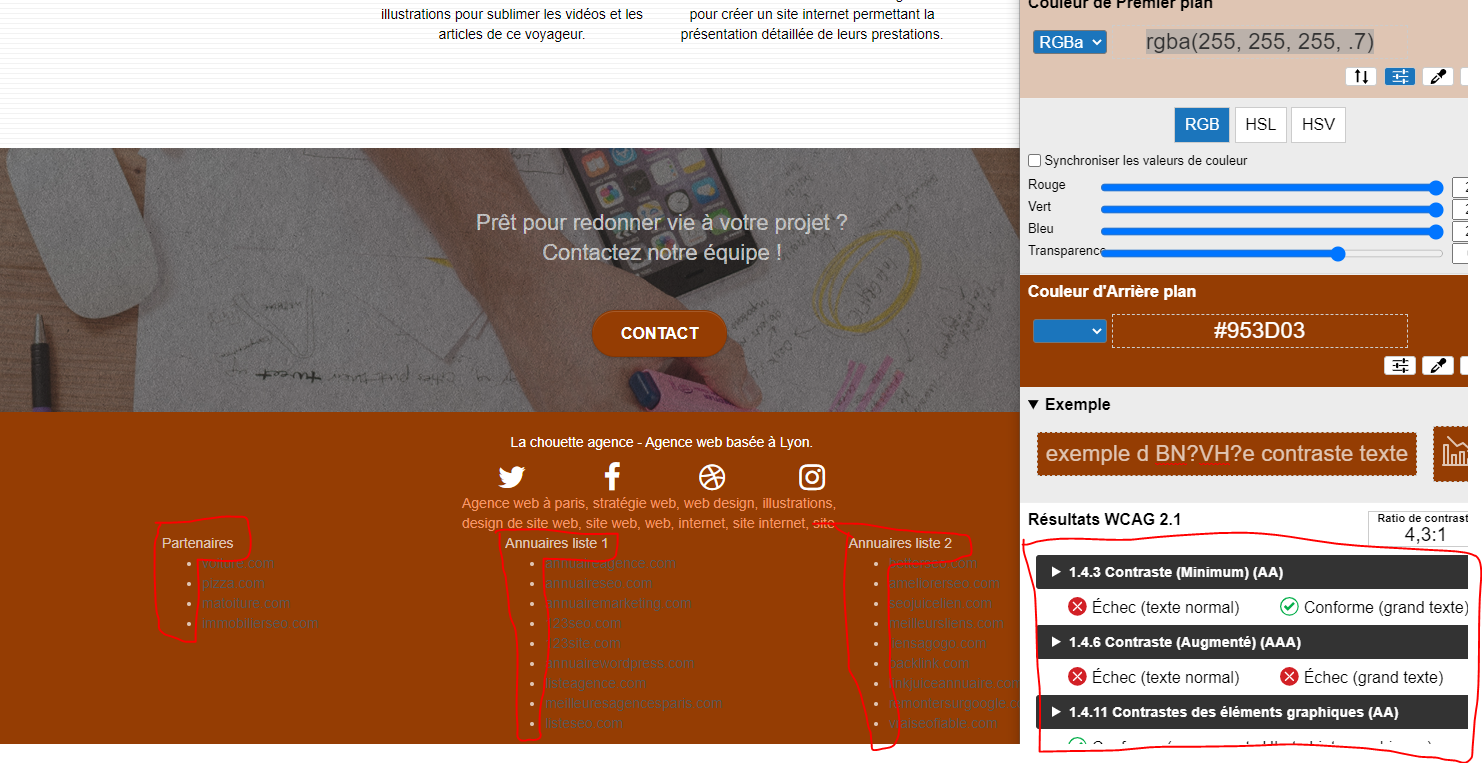 illustrations pour sublimer les vidéos et les
articles de ce voyageur.
pour créer un site internet permettant la
présentation détaillée de leurs prestations.
Prêt pour redonner vie à votre projet ?
Contactez notre équipe !
CONTACT
La chouette agence - Agence web basée à Lyon.
Agence web à paris, stratégie web, web design, illustrations,
design de site web, site web, web, internet, site internet, site
Partenaires
voiture.com
pizza.com
matoiture.com
immobilierseo.com
Annuaires liste 1
annuaireagence.com
annuaireseo.com
annuairemarketing.com
123seo.com
123site.com
annuairewordpress.com
listeagence.com
meilleuresagencesparis.com
listeseo.com
Annuaires liste 2
ameliorerseo.com
seojuicelien.com
meilleursliens.com
liensagogo.com
backlink.com
linkjuiceannuaire.com
remontersurgoogle.c
vraiseofiable.com
Couleur de Premier plan
RGBa
rgba(255, 255, 255, .7)
RGB HSL HSV
Synchroniser les valeurs de couleur
Rouge
Vert
Bleu
Transparence
Couleur d'Arrière plan
#953D03
Exemple
exemple d BN?VH?e contraste texte
Résultats WCAG 2.1
Ratio de contrast
4,3:1
1.4.3 Contraste (Minimum) (AA)
Échec (texte normal) Conforme (grand texte)
1.4.6 Contraste (Augmenté) (AAA)
Échec (texte normal) Échec (grand texte)
1.4.11 Contrastes des éléments graphiques (AA)